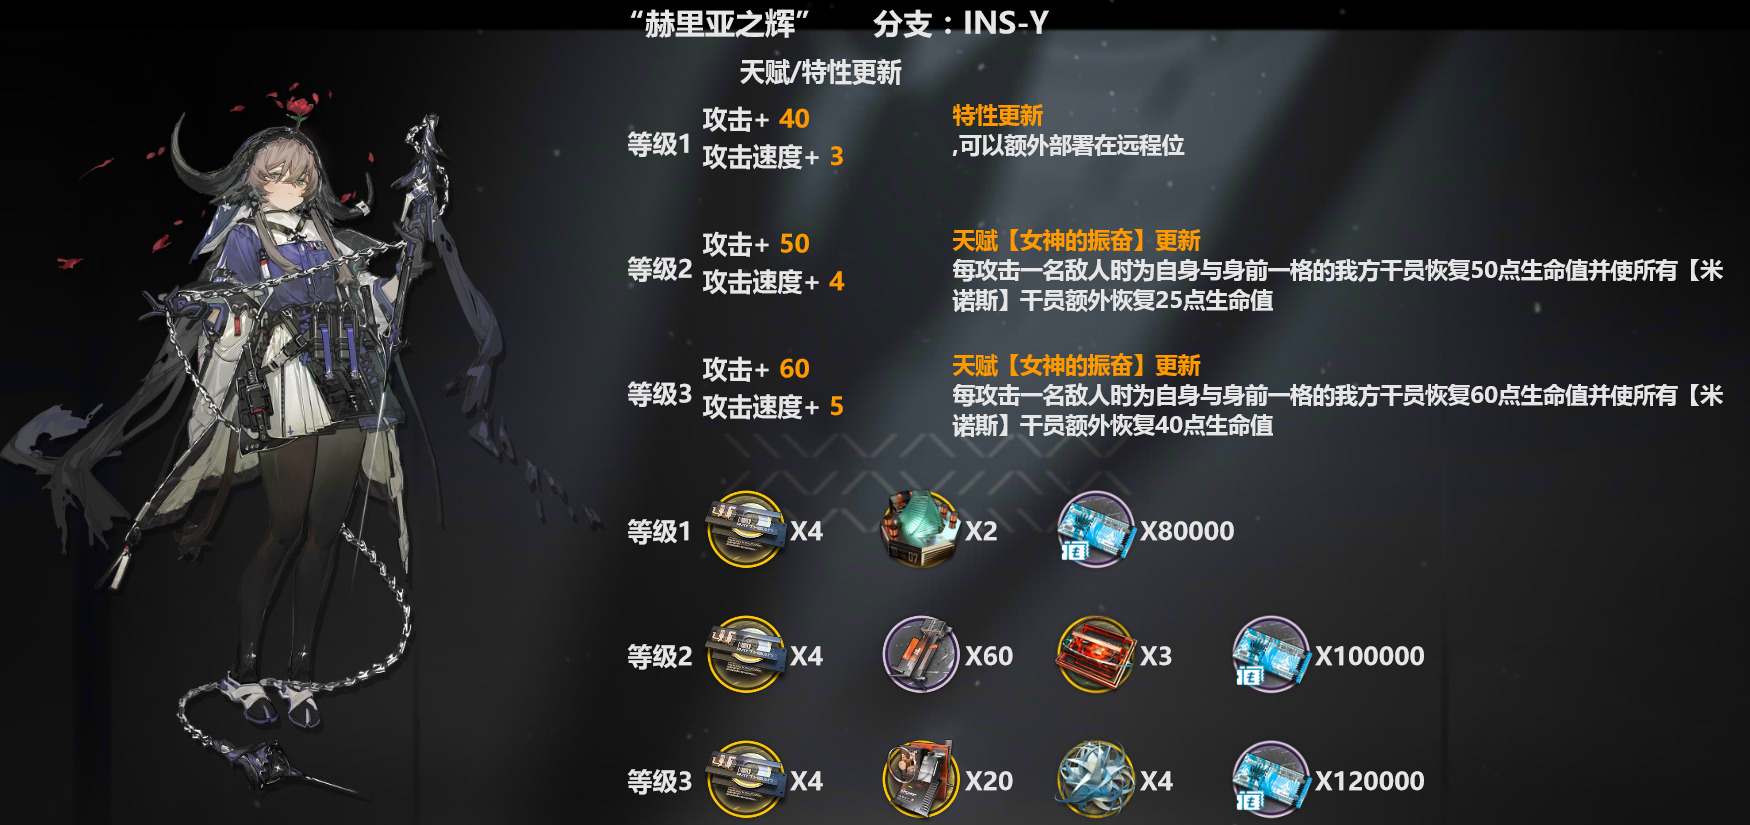 “赫里亚之辉” 分支：INS-Y
天赋/特性更新
等级1
攻击+ 40
攻击速度+ 3
特性更新
,可以额外部署在远程位
等级2
攻击+ 50
攻击速度+ 4
天赋【女神的振奋】更新
每攻击一名敌人时为自身与身前一格的我方干员恢复50点生命值并使所有【米
诺斯】干员额外恢复25点生命值
等级3
攻击+ 60
攻击速度+ 5
天赋【女神的振奋】更新
每攻击一名敌人时为自身与身前一格的我方干员恢复60点生命值并使所有【米
诺斯】干员额外恢复40点生命值
等级1 X4 X2 X80000
等级2 X4 X60 X3 X100000
等级3 X4 X20 X4 X120000